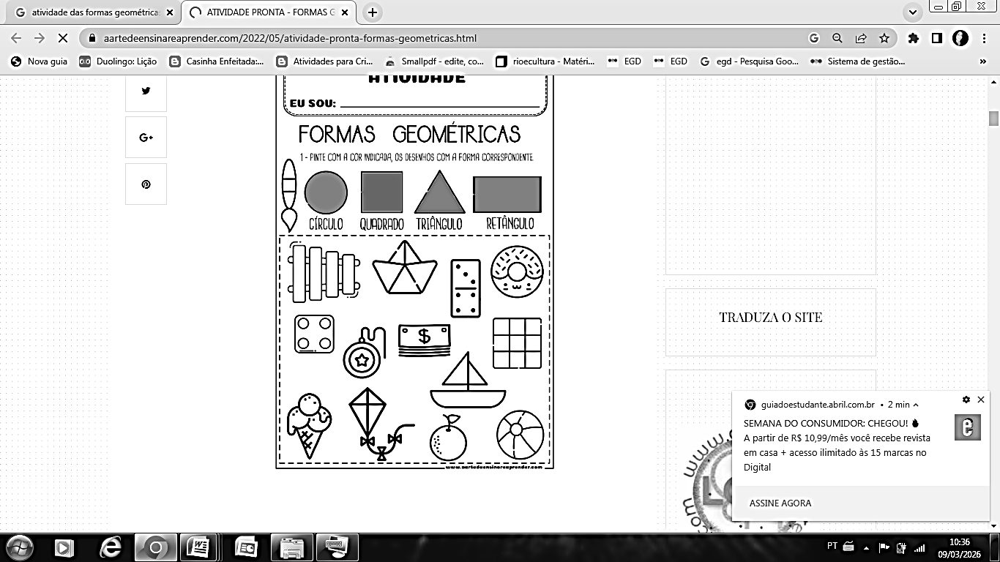 atividade das formas geométrica
ATIVIDADE PRONTA - FORMAS G
aartedeensinareaprender.com/2022/05/atividade-pronta-formas-geometricas.html
Nova guia
Duolingo: Lição
Casinha Enfeitada:...
Atividades para Cri...
Smallpdf - edite, co...
rioecultura - Matéri...
EGD
EGD
egd - Pesquisa Goo...
Sistema de gestão...
»
ATIVIDADE
EU SOU:
FORMAS GEOMÉTRICAS
1 - PINTE COM A COR INDICADA, OS DESENHOS COM A FORMA CORRESPONDENTE.
CÍRCULO QUADRADO TRIÂNGULO RETÂNGULO
$
www.aartedeensinareaprender.com
G+
TRADUZA O SITE
guiadoestudante.abril.com.br • 2 min
SEMANA DO CONSUMIDOR: CHEGOU!
A partir de R$ 10,99/mês você recebe revista
em casa + acesso ilimitado às 15 marcas no
Digital
e
ASSINE AGORA
PT
10:36
09/03/2026